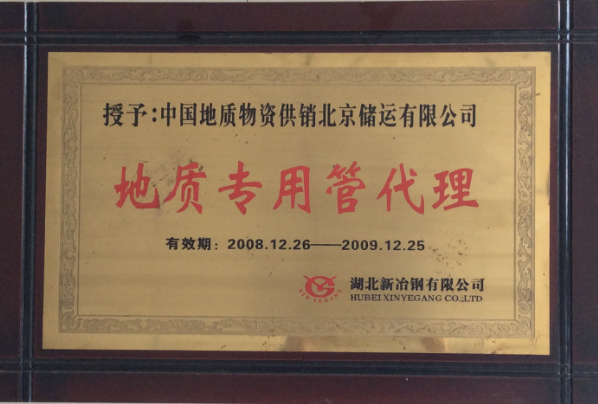 授予:中国地质物资供销北京储运有限公司
地质专用管代理
有效期: 2008.12.26——2009.12.25
湖北新冶钢有限公司
HUBEI XINYEGANG CO.,LTD